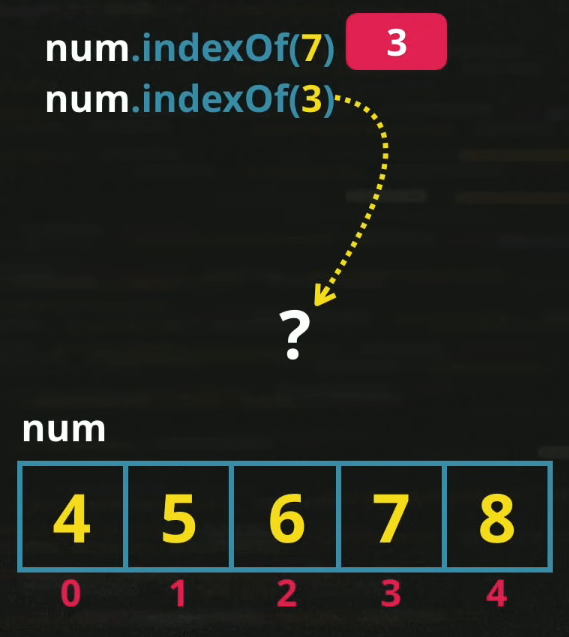 num.indexOf(7) 3
num.indexOf(3)
?
num
4 5 6 7 8
0 1 2 3 4